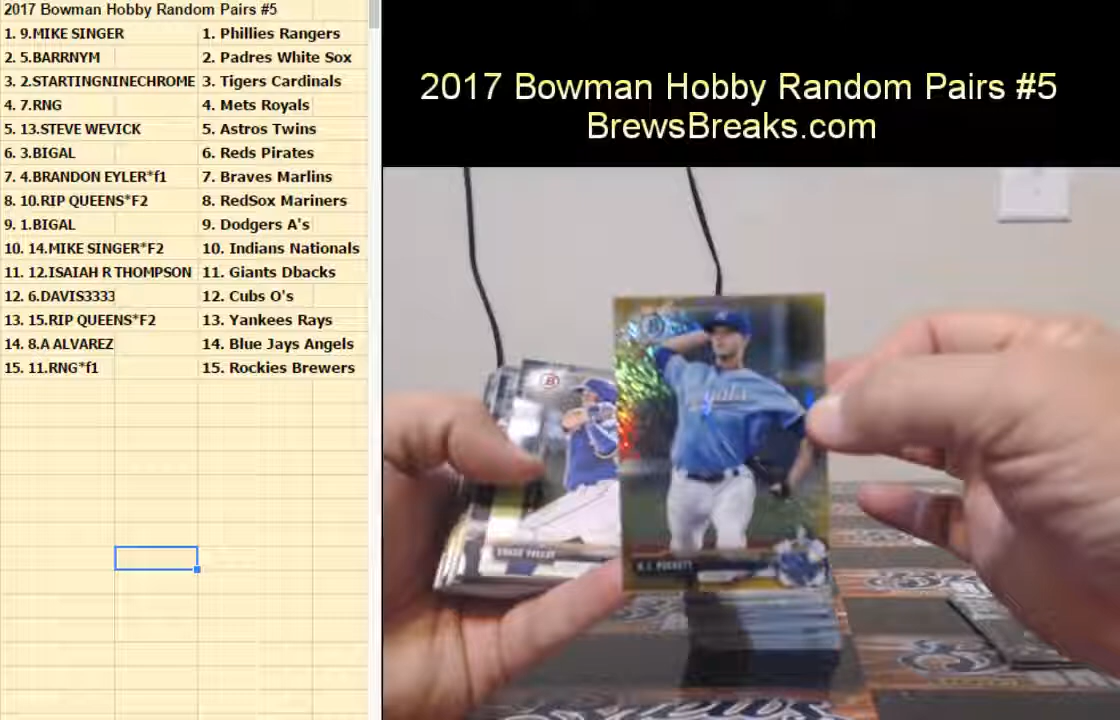 2017 Bowman Hobby Random Pairs #5
1. 9.MIKE SINGER 1. Phillies Rangers
2. 5.BARRNYM 2. Padres White Sox
3. 2.STARTINGNINECHROME 3. Tigers Cardinals
4. 7.RNG 4. Mets Royals
5. 13.STEVE WEVICK 5. Astros Twins
6. 3.BIGAL 6. Reds Pirates
7. 4.BRANDON EYLER*f1 7. Braves Marlins
8. 10.RIP QUEENS*F2 8. RedSox Mariners
9. 1.BIGAL 9. Dodgers A's
10. 14.MIKE SINGER*F2 10. Indians Nationals
11. 12.ISAIAH R THOMPSON 11. Giants Dbacks
12. 6.DAVIS3333 12. Cubs O's
13. 15.RIP QUEENS*F2 13. Yankees Rays
14. 8.A ALVAREZ 14. Blue Jays Angels
15. 11.RNG*f1 15. Rockies Brewers
2017 Bowman Hobby Random Pairs #5
BrewsBreaks.com
B
B
Royals
A.J. PUCKETT